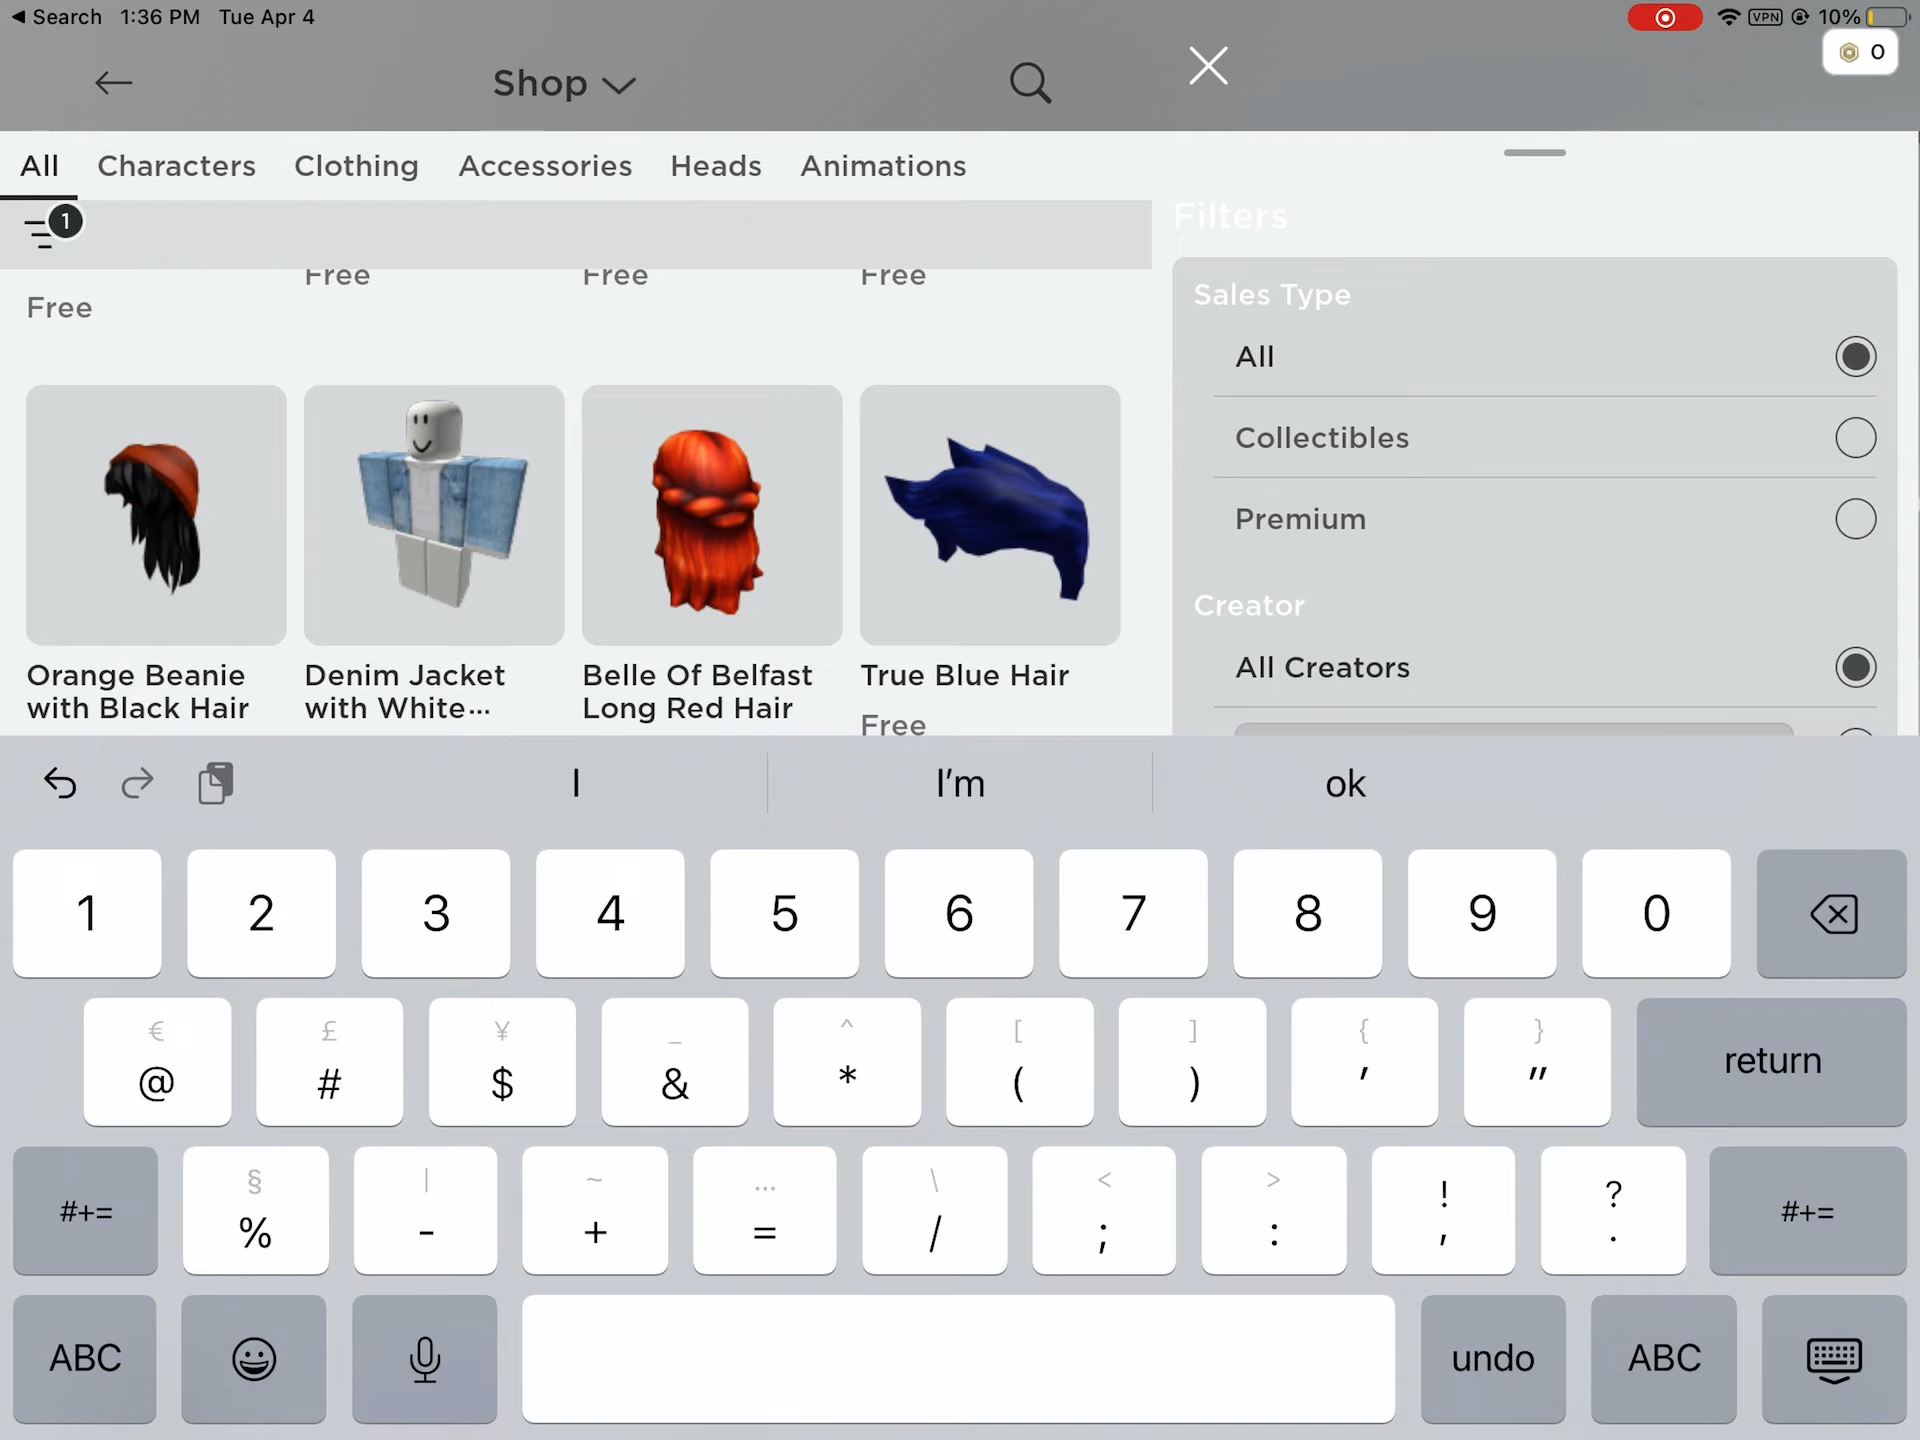 Search 1:36 PM Tue Apr 4
VPN 10%
Shop
0
All Characters Clothing Accessories Heads Animations
1
Filters
Free Free Free
Free
Sales Type
All
Collectibles
Premium
Creator
All Creators
Orange Beanie
with Black Hair
Denim Jacket
with White...
Belle Of Belfast
Long Red Hair
True Blue Hair
Free
I I'm ok
1 2 3 4 5 6 7 8 9 0
€ £ ¥ _ ^ [ ] { }
@ # $ & * ( ) ' " return
§ | ~ … \ < > ! ?
#+= % - + = / ; : , . #+=
ABC undo ABC